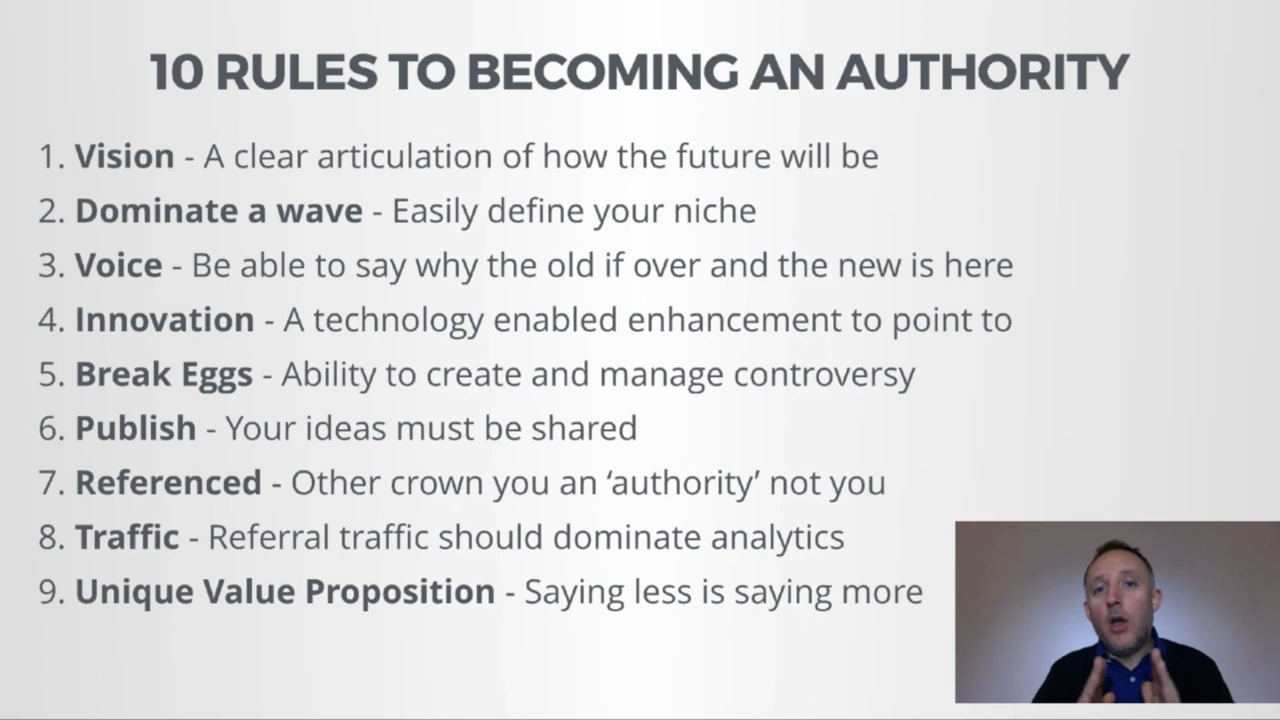 10 RULES TO BECOMING AN AUTHORITY
1. Vision - A clear articulation of how the future will be
2. Dominate a wave - Easily define your niche
3. Voice - Be able to say why the old if over and the new is here
4. Innovation - A technology enabled enhancement to point to
5. Break Eggs - Ability to create and manage controversy
6. Publish - Your ideas must be shared
7. Referenced - Other crown you an ‘authority’ not you
8. Traffic - Referral traffic should dominate analytics
9. Unique Value Proposition - Saying less is saying more